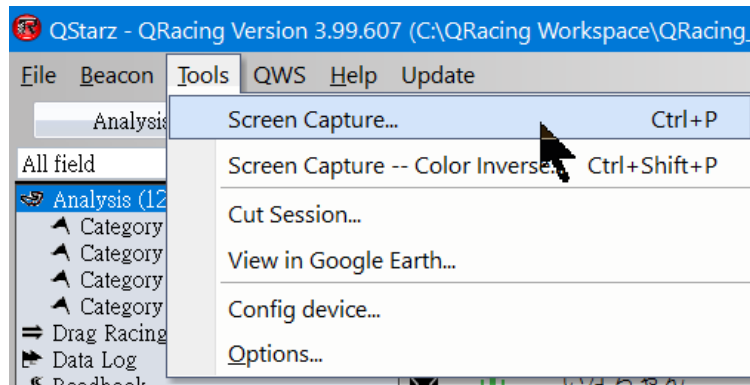 QStarz - QRacing Version 3.99.607 (C:\QRacing Workspace\QRacing_
File Beacon Tools QWS Help Update
Analysis
Screen Capture... Ctrl+P
All field
Screen Capture -- Color Inverse... Ctrl+Shift+P
Analysis (12
Category
Cut Session...
Category
Category
View in Google Earth...
Category
Config device...
Drag Racing
Data Log
Options...